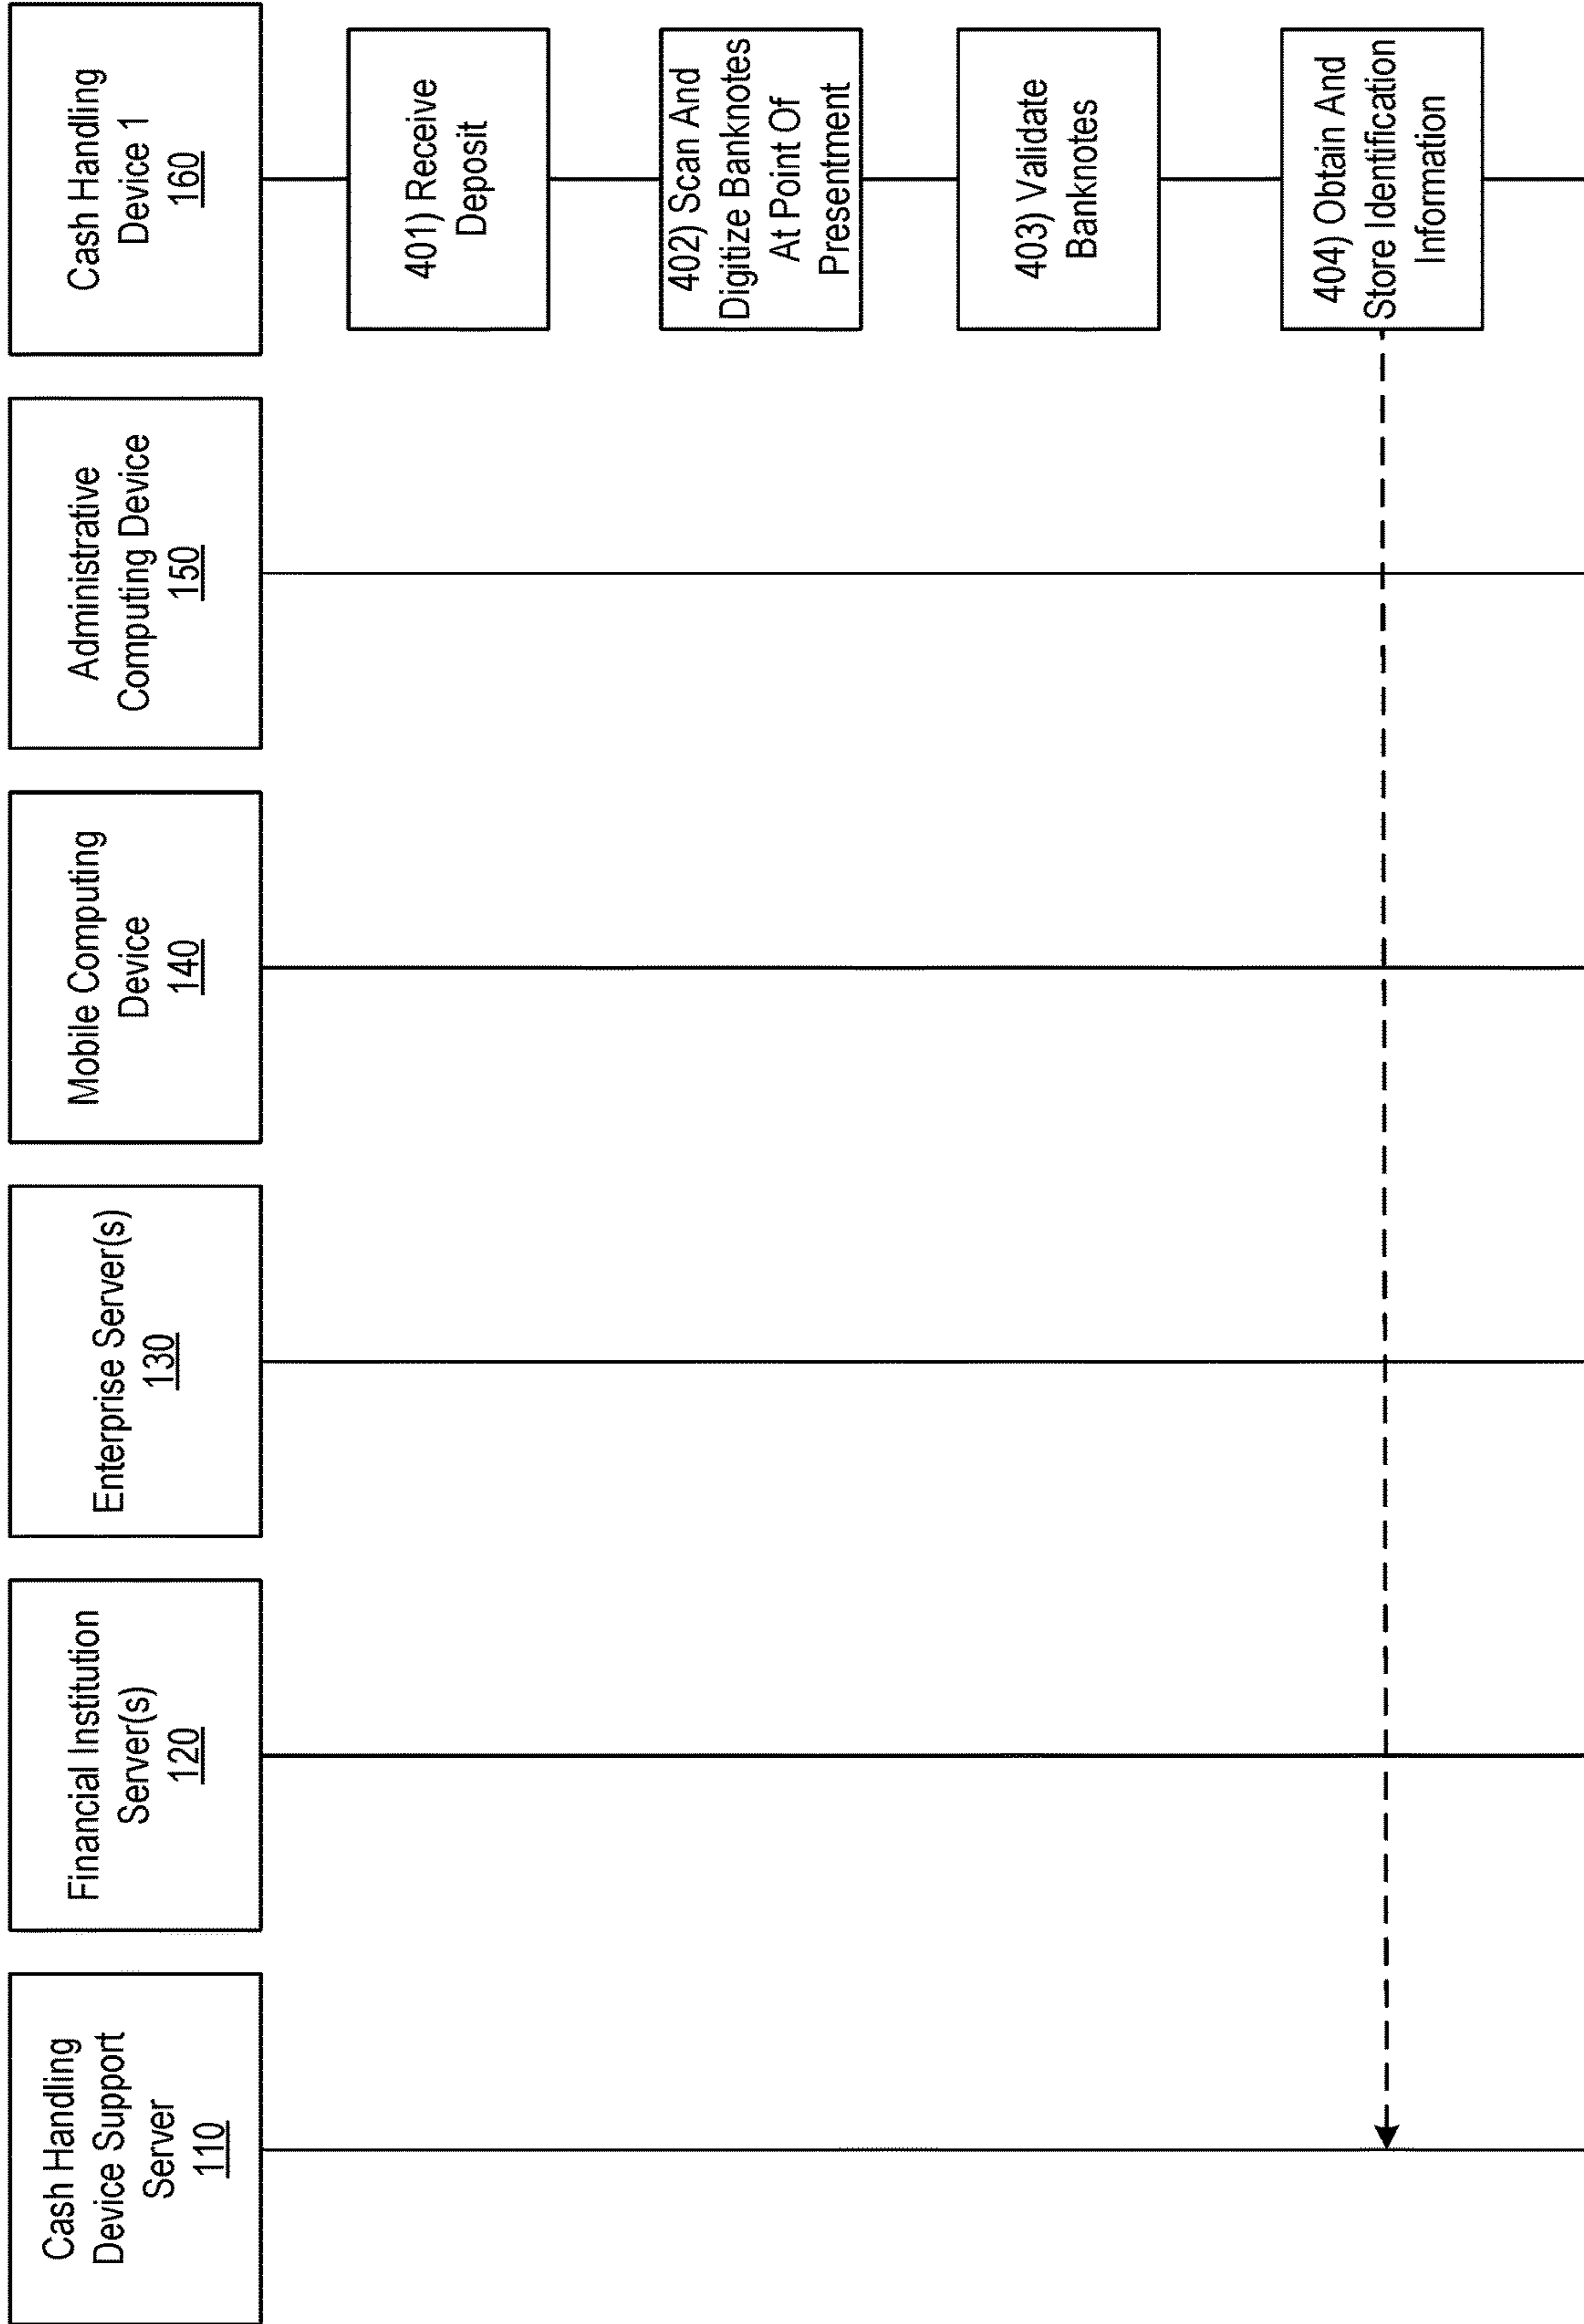 Cash Handling
Device Support
Server
110
Financial Institution
Server(s)
120
Enterprise Server(s)
130
Mobile Computing
Device
140
Administrative
Computing Device
150
Cash Handling
Device 1
160
401) Receive
Deposit
402) Scan And
Digitize Banknotes
At Point Of
Presentment
403) Validate
Banknotes
404) Obtain And
Store Identification
Information